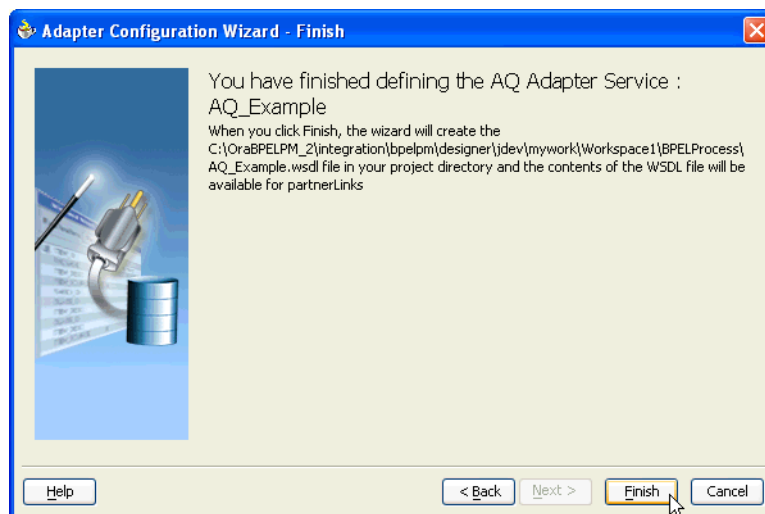 Adapter Configuration Wizard - Finish
You have finished defining the AQ Adapter Service :
AQ_Example
When you click Finish, the wizard will create the
C:\OraBPELPM_2\integration\bpelpm\designer\jdev\mywork\Workspace1\BPELProcess\
AQ_Example.wsdl file in your project directory and the contents of the WSDL file will be
available for partnerLinks
Help
< Back
Next >
Finish
Cancel